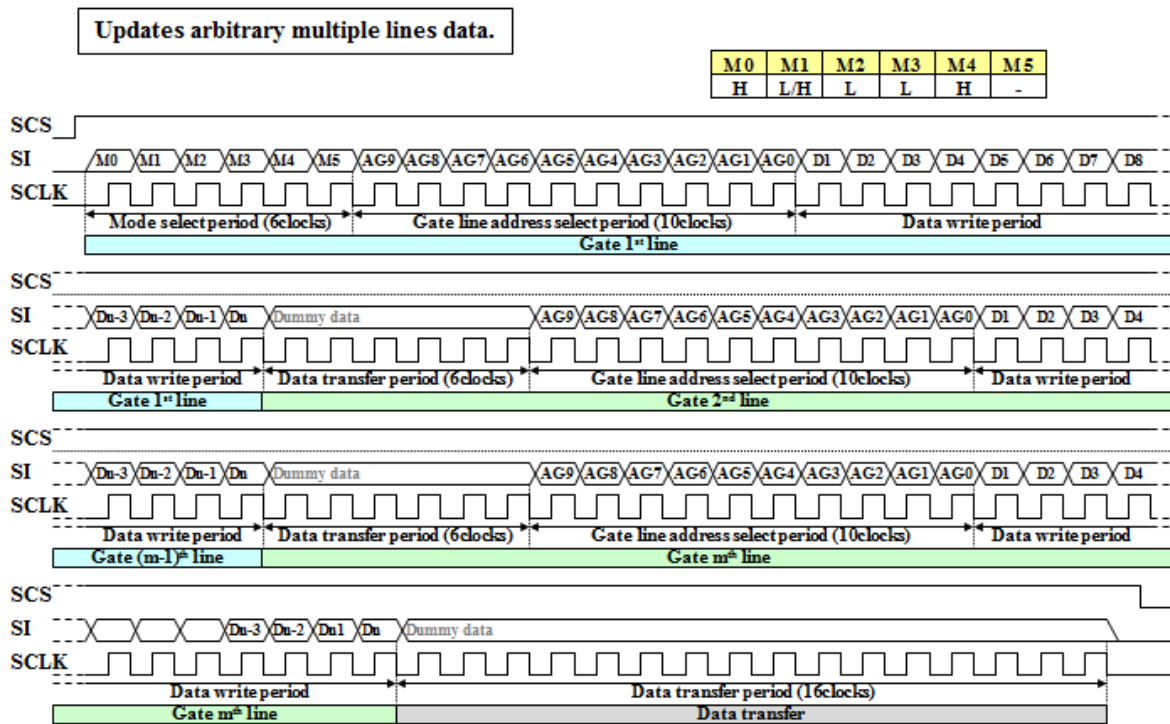 Updates arbitrary multiple lines data.
M0 M1 M2 M3 M4 M5
H L/H L L H -
SCS
SI M0 M1 M2 M3 M4 M5 AG9 AG8 AG7 AG6 AG5 AG4 AG3 AG2 AG1 AG0 D1 D2 D3 D4 D5 D6 D7 D8
SCLK
Mode select period (6clocks) Gate line address select period (10clocks) Data write period
Gate 1st line
SCS
SI Dn-3 Dn-2 Dn-1 Dn Dummy data AG9 AG8 AG7 AG6 AG5 AG4 AG3 AG2 AG1 AG0 D1 D2 D3 D4
SCLK
Data write period Data transfer period (6clocks) Gate line address select period (10clocks) Data write period
Gate 1st line Gate 2nd line
SCS
SI Dn-3 Dn-2 Dn-1 Dn Dummy data AG9 AG8 AG7 AG6 AG5 AG4 AG3 AG2 AG1 AG0 D1 D2 D3 D4
SCLK
Data write period Data transfer period (6clocks) Gate line address select period (10clocks) Data write period
Gate (m-1)th line Gate mth line
SCS
SI Dn-3 Dn-2 Dn1 Dn Dummy data
SCLK
Data write period Data transfer period (16clocks)
Gate mth line Data transfer